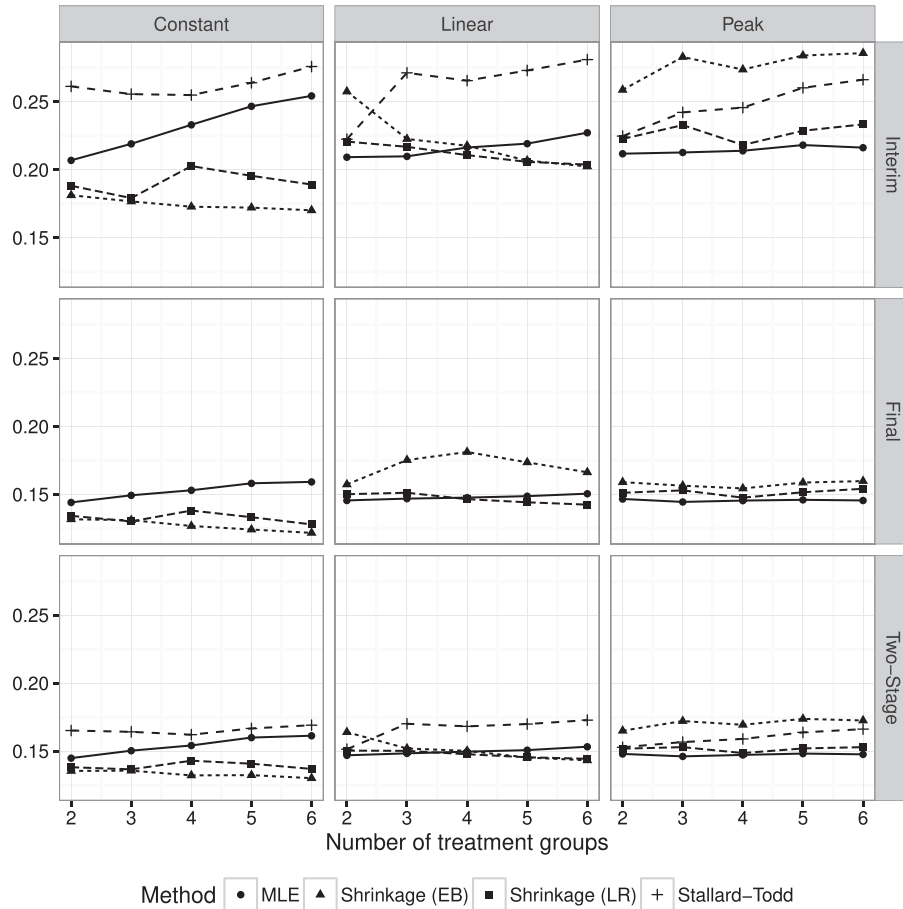 Constant Linear Peak
0.25
0.20
0.15
Interim
0.25
0.20
0.15
Final
0.25
0.20
0.15
Two−Stage
2 3 4 5 6 2 3 4 5 6 2 3 4 5 6
Number of treatment groups
Method MLE Shrinkage (EB) Shrinkage (LR) Stallard−Todd